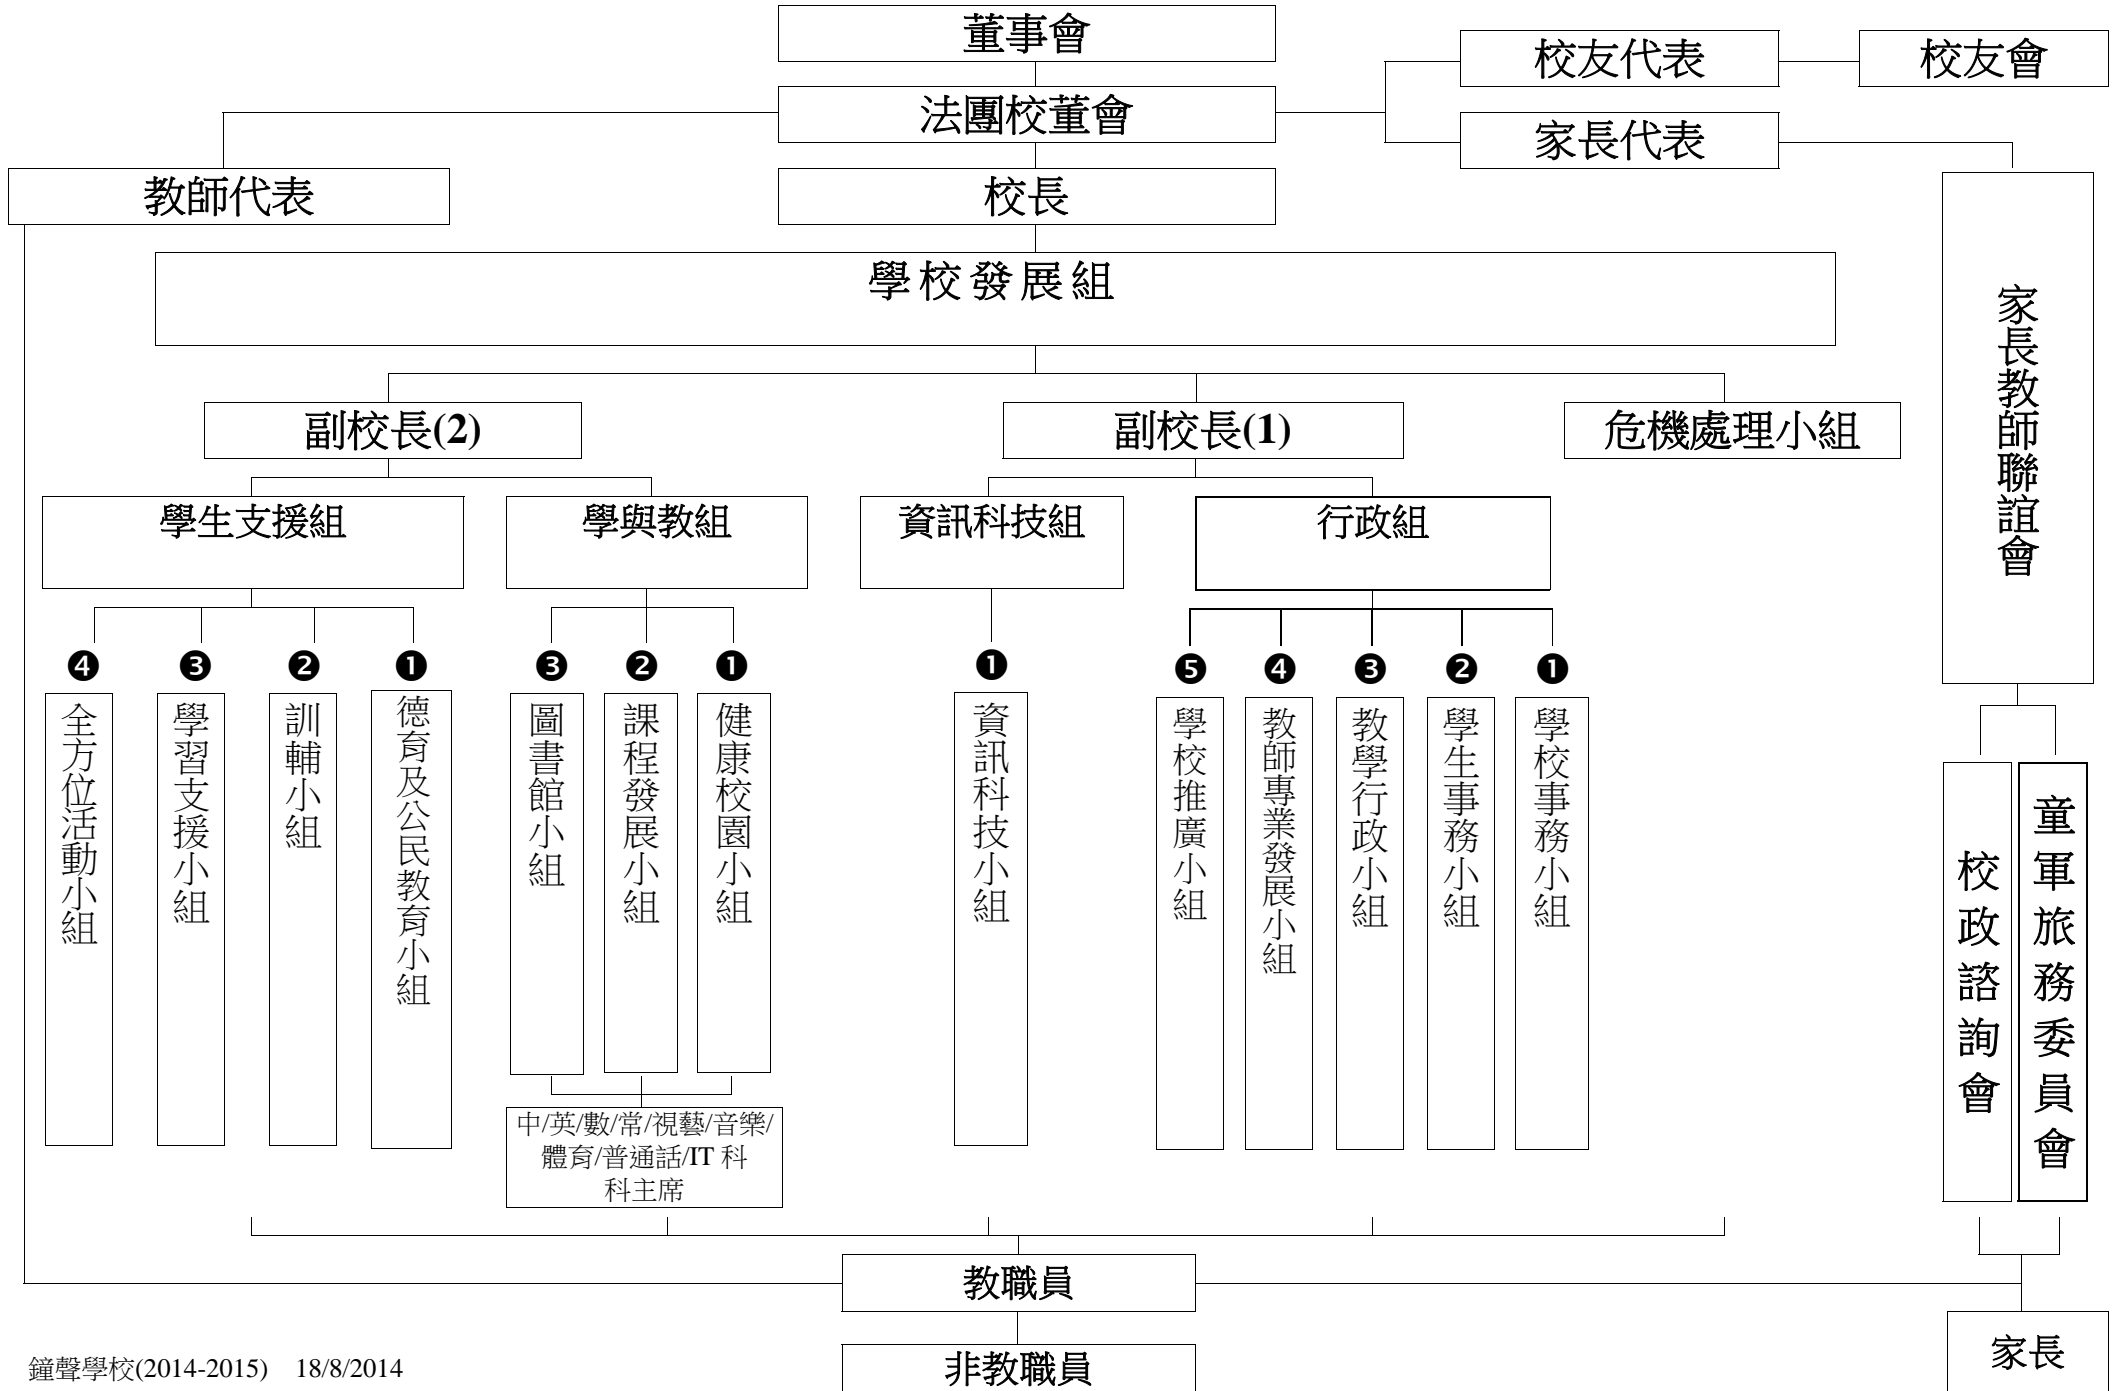 董事會
校友代表
校友會
法團校董會
家長代表
教師代表
校長
學校發展組
家長教師聯誼會
副校長(2)
副校長(1)
危機處理小組
學生支援組
學與教組
資訊科技組
行政組
❹
❸
❷
❶
❸
❷
❶
❶
❺
❹
❸
❷
❶
全方位活動小組
學習支援小組
訓輔小組
德育及公民教育小組
圖書館小組
課程發展小組
健康校園小組
資訊科技小組
學校推廣小組
教師專業發展小組
教學行政小組
學生事務小組
學校事務小組
校政諮詢會
童軍旅務委員會
中/英/數/常/視藝/音樂/
體育/普通話/IT 科
科主席
教職員
非教職員
家長
鐘聲學校(2014-2015) 18/8/2014